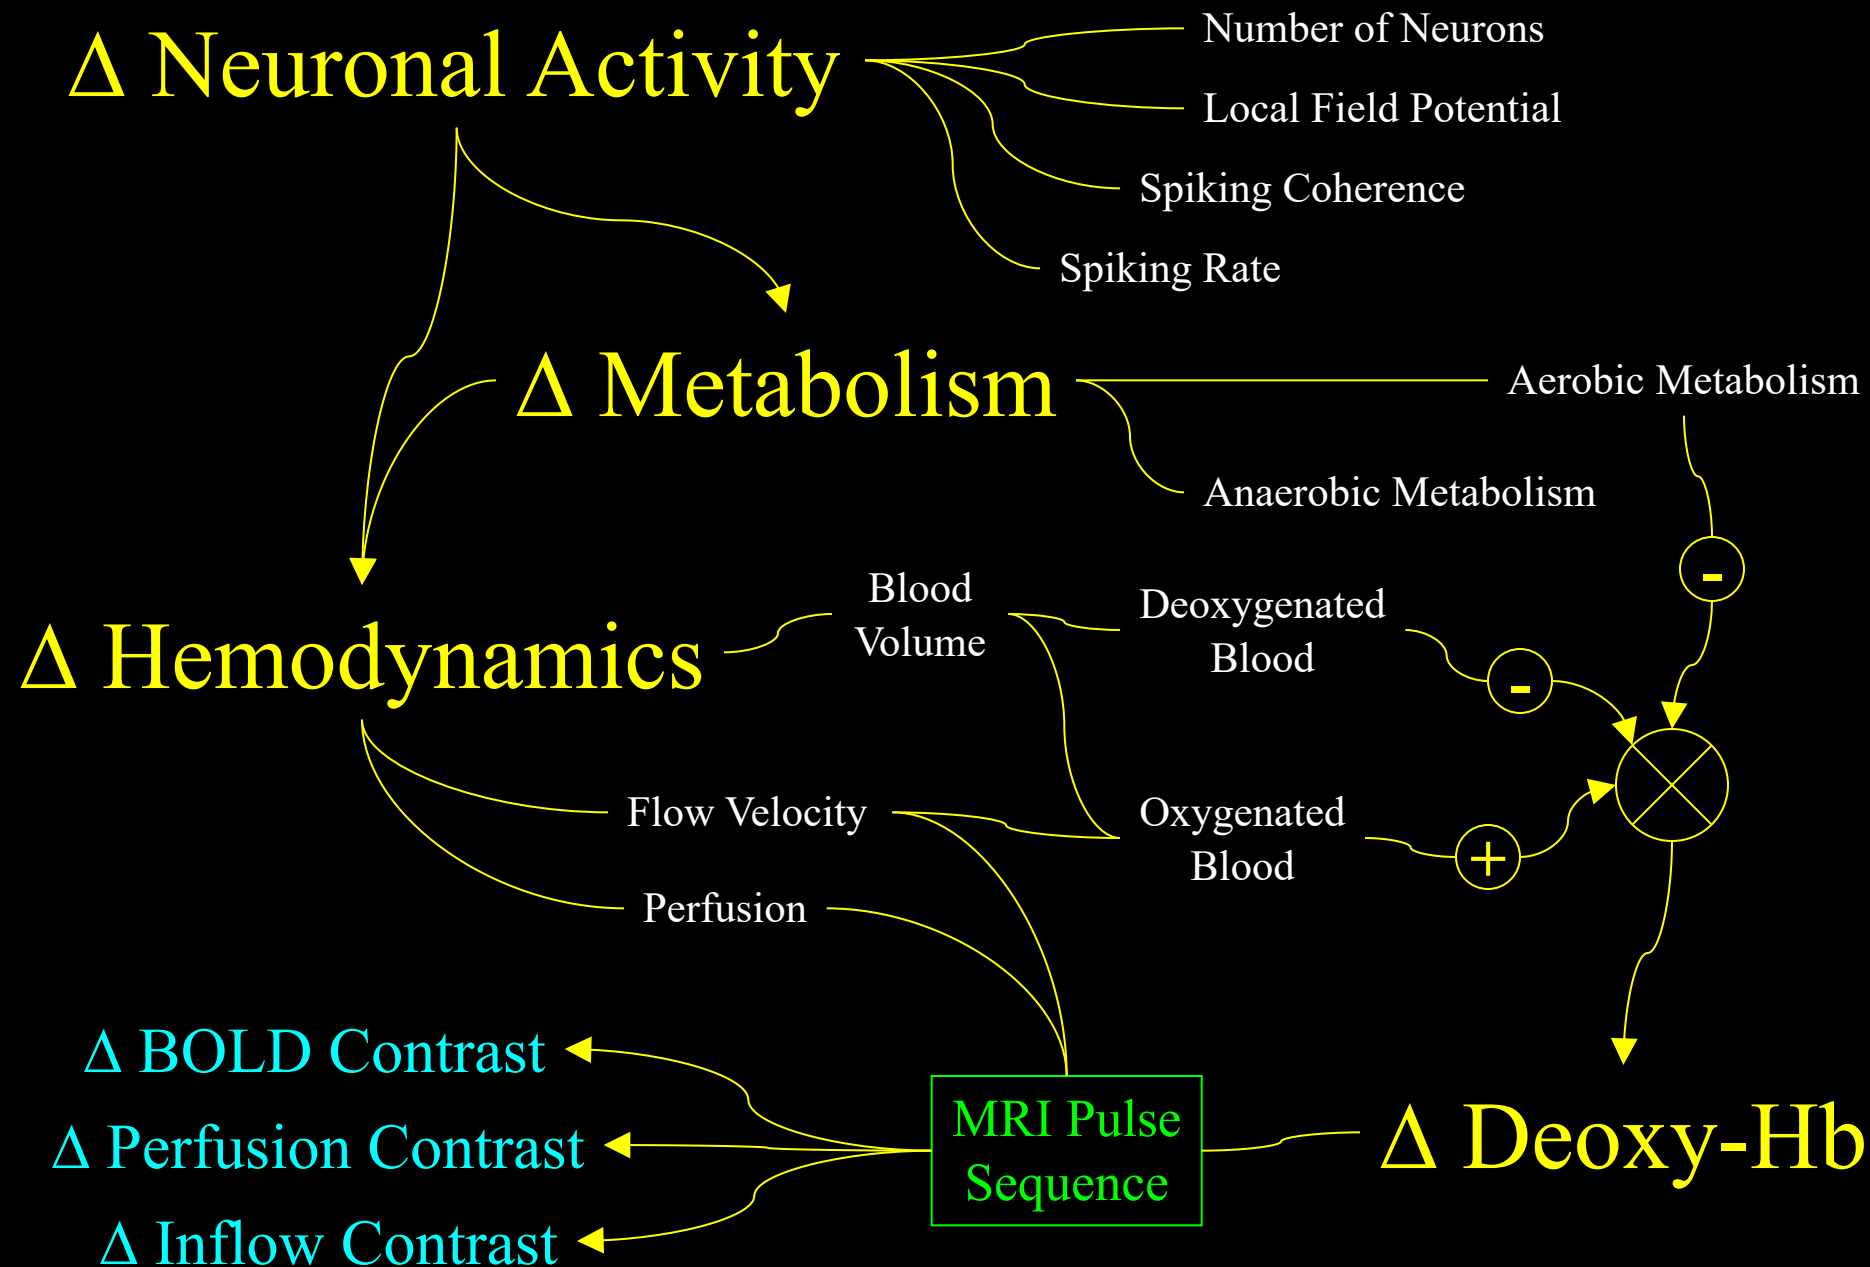 Δ Neuronal Activity
Number of Neurons
Local Field Potential
Spiking Coherence
Spiking Rate
Δ Metabolism
Aerobic Metabolism
Anaerobic Metabolism
-
Δ Hemodynamics
Blood
Volume
Deoxygenated
Blood
-
Flow Velocity
Oxygenated
Blood
+
Perfusion
Δ BOLD Contrast
Δ Perfusion Contrast
Δ Inflow Contrast
MRI Pulse
Sequence
Δ Deoxy-Hb